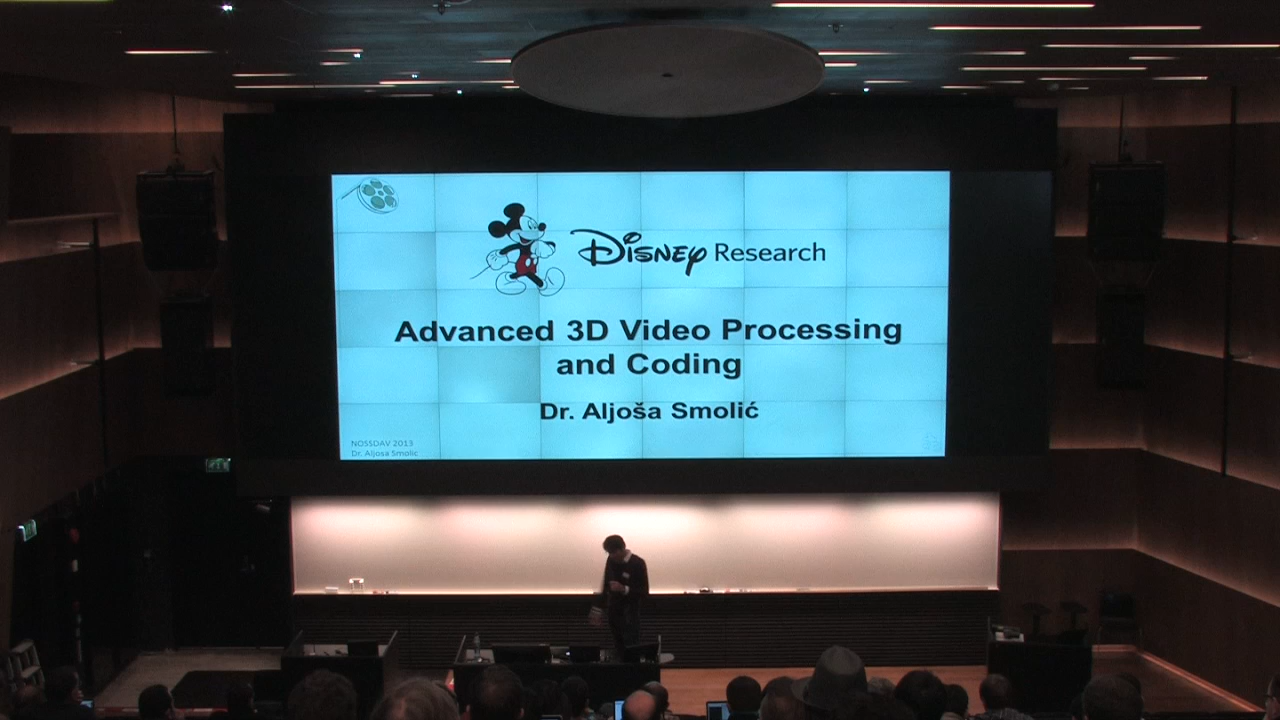 Disney Research
Advanced 3D Video Processing
and Coding
Dr. Aljoša Smolić
NOSSDAV 2013
Dr. Aljosa Smolic